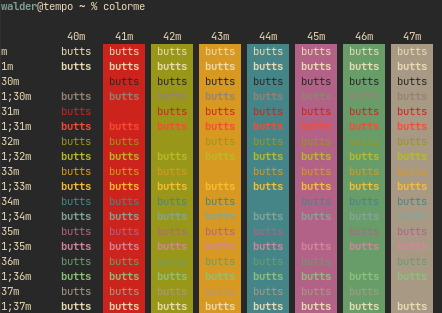 walder@tempo ~ % colorme
40m 41m 42m 43m 44m 45m 46m 47m
m butts butts butts butts butts butts butts butts
1m butts butts butts butts butts butts butts butts
30m butts butts butts butts butts butts butts
1;30m butts butts butts butts butts butts butts butts
31m butts butts butts butts butts butts butts
1;31m butts butts butts butts butts butts butts butts
32m butts butts butts butts butts butts butts
1;32m butts butts butts butts butts butts butts butts
33m butts butts butts butts butts butts butts
1;33m butts butts butts butts butts butts butts butts
34m butts butts butts butts butts butts butts
1;34m butts butts butts butts butts butts butts butts
35m butts butts butts butts butts butts butts
1;35m butts butts butts butts butts butts butts butts
36m butts butts butts butts butts butts butts
1;36m butts butts butts butts butts butts butts butts
37m butts butts butts butts butts butts butts
1;37m butts butts butts butts butts butts butts butts